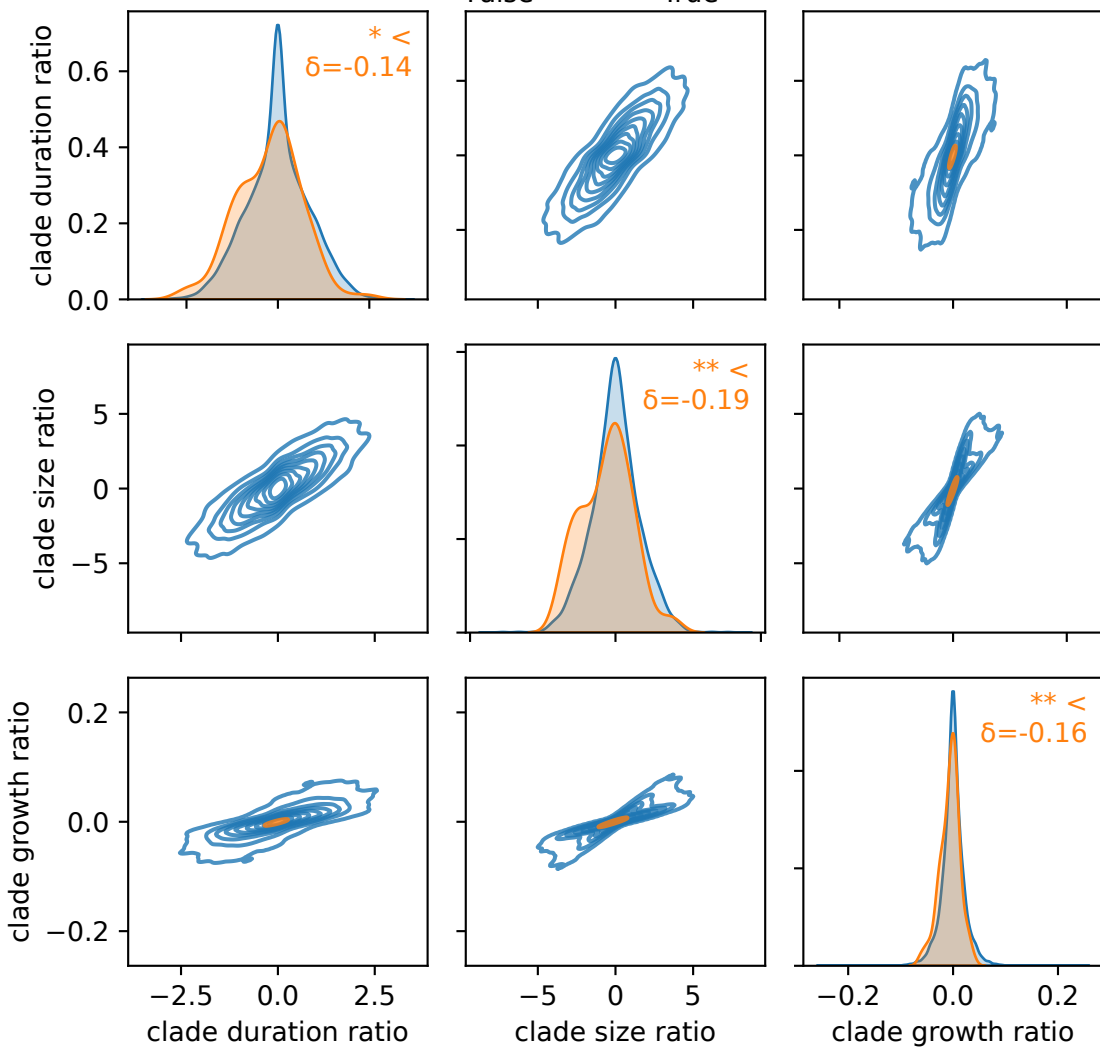 clade duration ratio
0.6
0.4
0.2
0.0
* <
δ=-0.14
clade size ratio
5
0
−5
** <
δ=-0.19
clade growth ratio
0.2
0.0
−0.2
** <
δ=-0.16
−2.5 0.0 2.5
−5 0 5
−0.2 0.0 0.2
clade duration ratio
clade size ratio
clade growth ratio